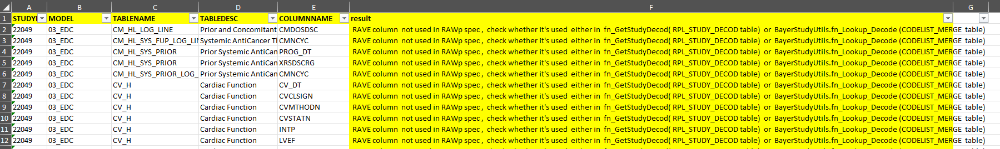 A B C D E F G
1 STUDYI MODEL TABLENAME TABLEDESC COLUMNNAME result
2 22049 03_EDC CM_HL_LOG_LINE Prior and Concomitant CMDOSDSC RAVE column not used in RAWp spec , check whether it's used either in fn_GetStudyDecod( RPL_STUDY_DECOD table) or BayerStudyUtils.fn_Lookup_Decode (CODELIST_MERGE table)
3 22049 03_EDC CM_HL_SYS_FUP_LOG_LIN Systemic AntiCancer Th CMNCYC RAVE column not used in RAWp spec , check whether it's used either in fn_GetStudyDecod( RPL_STUDY_DECOD table) or BayerStudyUtils.fn_Lookup_Decode (CODELIST_MERGE table)
4 22049 03_EDC CM_HL_SYS_PRIOR Prior Systemic AntiCan PROG_DT RAVE column not used in RAWp spec , check whether it's used either in fn_GetStudyDecod( RPL_STUDY_DECOD table) or BayerStudyUtils.fn_Lookup_Decode (CODELIST_MERGE table)
5 22049 03_EDC CM_HL_SYS_PRIOR Prior Systemic AntiCan XRSDSCRG RAVE column not used in RAWp spec , check whether it's used either in fn_GetStudyDecod( RPL_STUDY_DECOD table) or BayerStudyUtils.fn_Lookup_Decode (CODELIST_MERGE table)
6 22049 03_EDC CM_HL_SYS_PRIOR_LOG_ Prior Systemic AntiCan CMNCYC RAVE column not used in RAWp spec , check whether it's used either in fn_GetStudyDecod( RPL_STUDY_DECOD table) or BayerStudyUtils.fn_Lookup_Decode (CODELIST_MERGE table)
7 22049 03_EDC CV_H Cardiac Function CV_DT RAVE column not used in RAWp spec , check whether it's used either in fn_GetStudyDecod( RPL_STUDY_DECOD table) or BayerStudyUtils.fn_Lookup_Decode (CODELIST_MERGE table)
8 22049 03_EDC CV_H Cardiac Function CVCLSIGN RAVE column not used in RAWp spec , check whether it's used either in fn_GetStudyDecod( RPL_STUDY_DECOD table) or BayerStudyUtils.fn_Lookup_Decode (CODELIST_MERGE table)
9 22049 03_EDC CV_H Cardiac Function CVMTHODN RAVE column not used in RAWp spec , check whether it's used either in fn_GetStudyDecod( RPL_STUDY_DECOD table) or BayerStudyUtils.fn_Lookup_Decode (CODELIST_MERGE table)
10 22049 03_EDC CV_H Cardiac Function CVSTATN RAVE column not used in RAWp spec , check whether it's used either in fn_GetStudyDecod( RPL_STUDY_DECOD table) or BayerStudyUtils.fn_Lookup_Decode (CODELIST_MERGE table)
11 22049 03_EDC CV_H Cardiac Function INTP RAVE column not used in RAWp spec , check whether it's used either in fn_GetStudyDecod( RPL_STUDY_DECOD table) or BayerStudyUtils.fn_Lookup_Decode (CODELIST_MERGE table)
12 22049 03_EDC CV_H Cardiac Function LVEF RAVE column not used in RAWp spec , check whether it's used either in fn_GetStudyDecod( RPL_STUDY_DECOD table) or BayerStudyUtils.fn_Lookup_Decode (CODELIST_MERGE table)